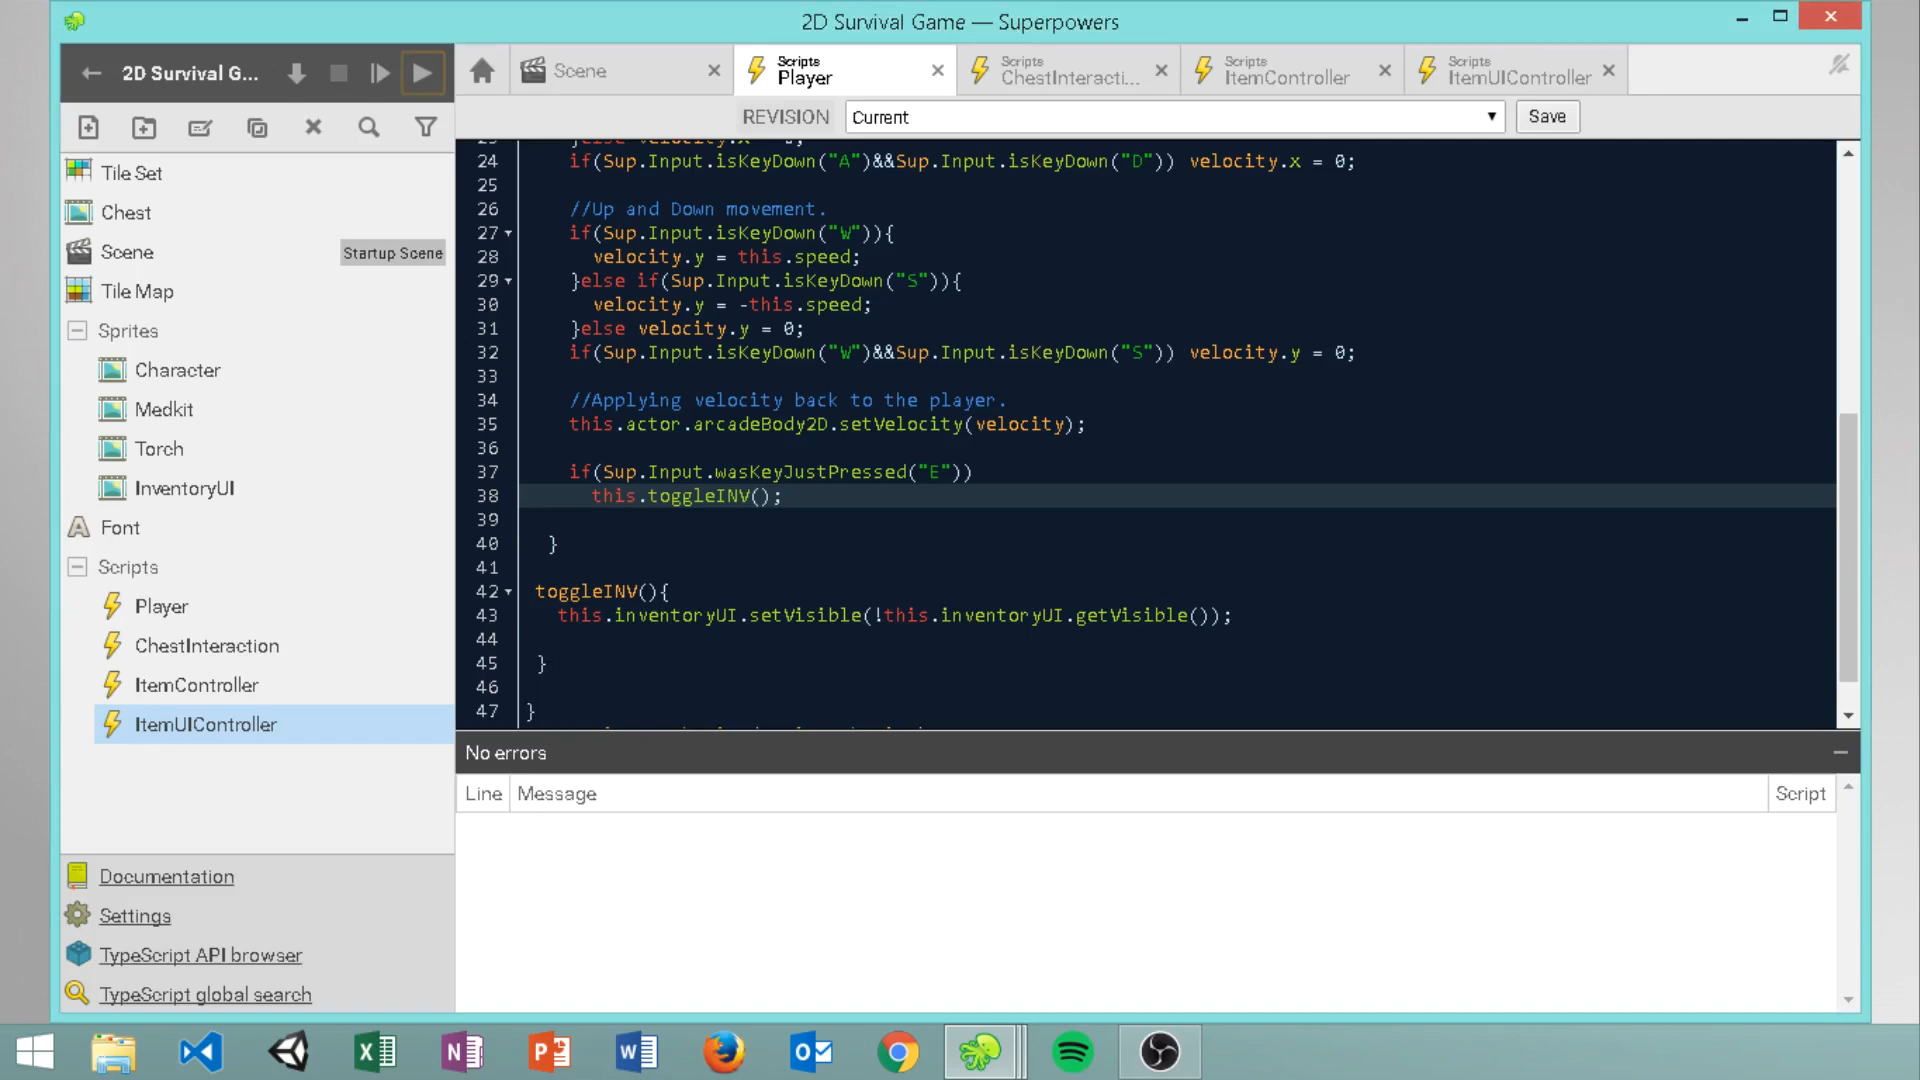 2D Survival Game — Superpowers
2D Survival G...
Scene
Scripts
Player
Scripts
ChestInteracti...
Scripts
ItemController
Scripts
ItemUIController
REVISION
Current
Save
Tile Set
Chest
Scene
Startup Scene
Tile Map
Sprites
Character
Medkit
Torch
InventoryUI
Font
Scripts
Player
ChestInteraction
ItemController
ItemUIController
Documentation
Settings
TypeScript API browser
TypeScript global search
24 if(Sup.Input.isKeyDown("A")&&Sup.Input.isKeyDown("D")) velocity.x = 0;
25
26 //Up and Down movement.
27 if(Sup.Input.isKeyDown("W")){
28 velocity.y = this.speed;
29 }else if(Sup.Input.isKeyDown("S")){
30 velocity.y = -this.speed;
31 }else velocity.y = 0;
32 if(Sup.Input.isKeyDown("W")&&Sup.Input.isKeyDown("S")) velocity.y = 0;
33
34 //Applying velocity back to the player.
35 this.actor.arcadeBody2D.setVelocity(velocity);
36
37 if(Sup.Input.wasKeyJustPressed("E"))
38 this.toggleINV();
39
40 }
41
42 toggleINV(){
43 this.inventoryUI.setVisible(!this.inventoryUI.getVisible());
44
45 }
46
47 }
No errors
Line Message Script